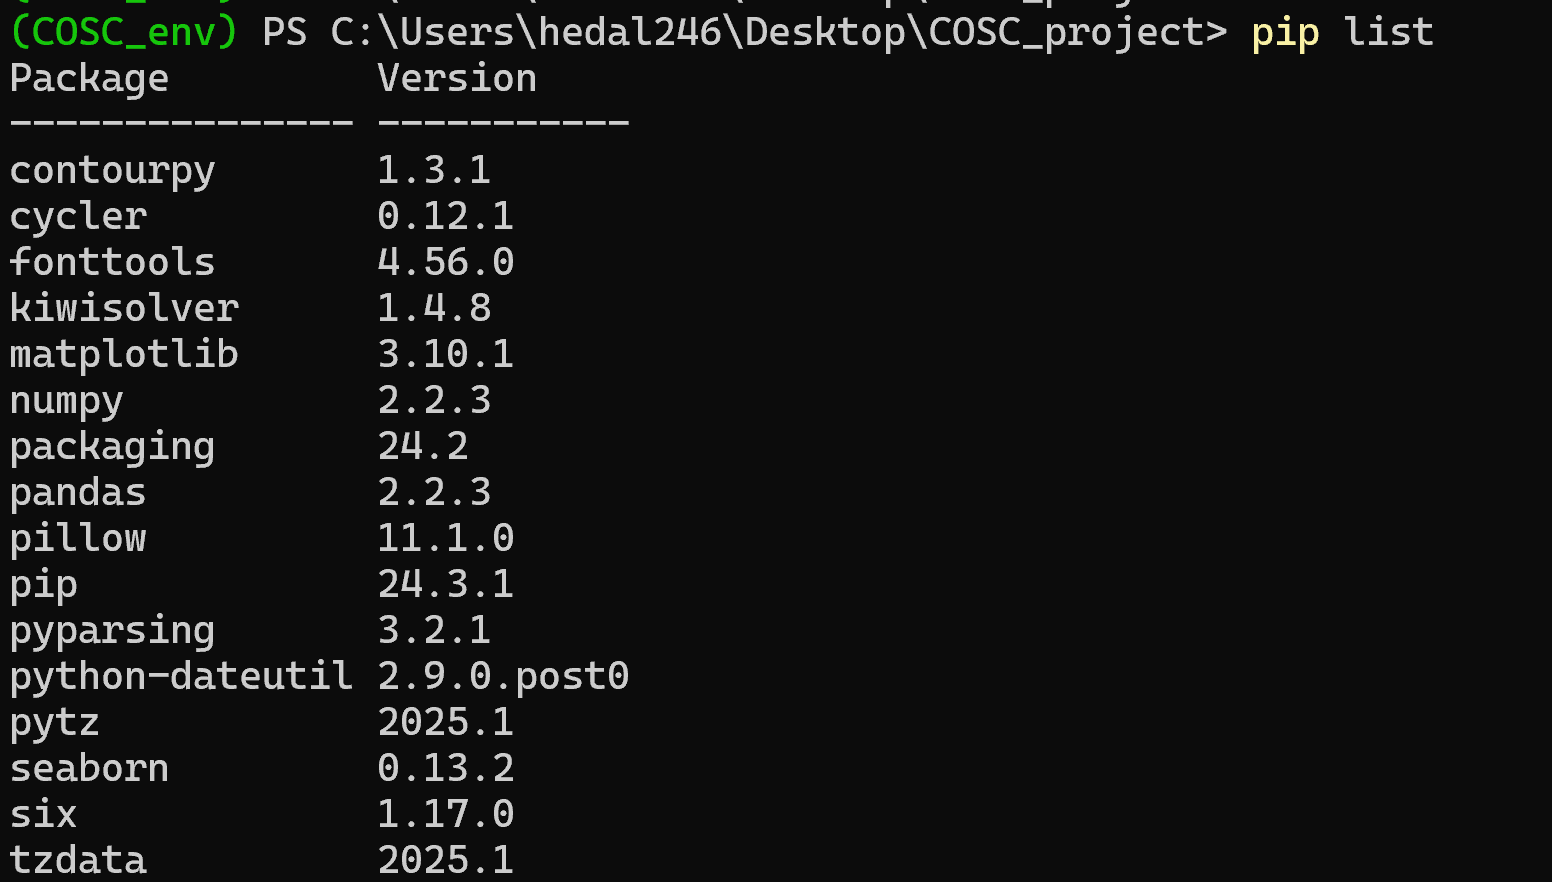 (COSC_env) PS C:\Users\hedal246\Desktop\COSC_project> pip list
Package         Version
--------------- -----------
contourpy       1.3.1
cycler          0.12.1
fonttools       4.56.0
kiwisolver      1.4.8
matplotlib      3.10.1
numpy           2.2.3
packaging       24.2
pandas          2.2.3
pillow          11.1.0
pip             24.3.1
pyparsing       3.2.1
python-dateutil 2.9.0.post0
pytz            2025.1
seaborn         0.13.2
six             1.17.0
tzdata          2025.1